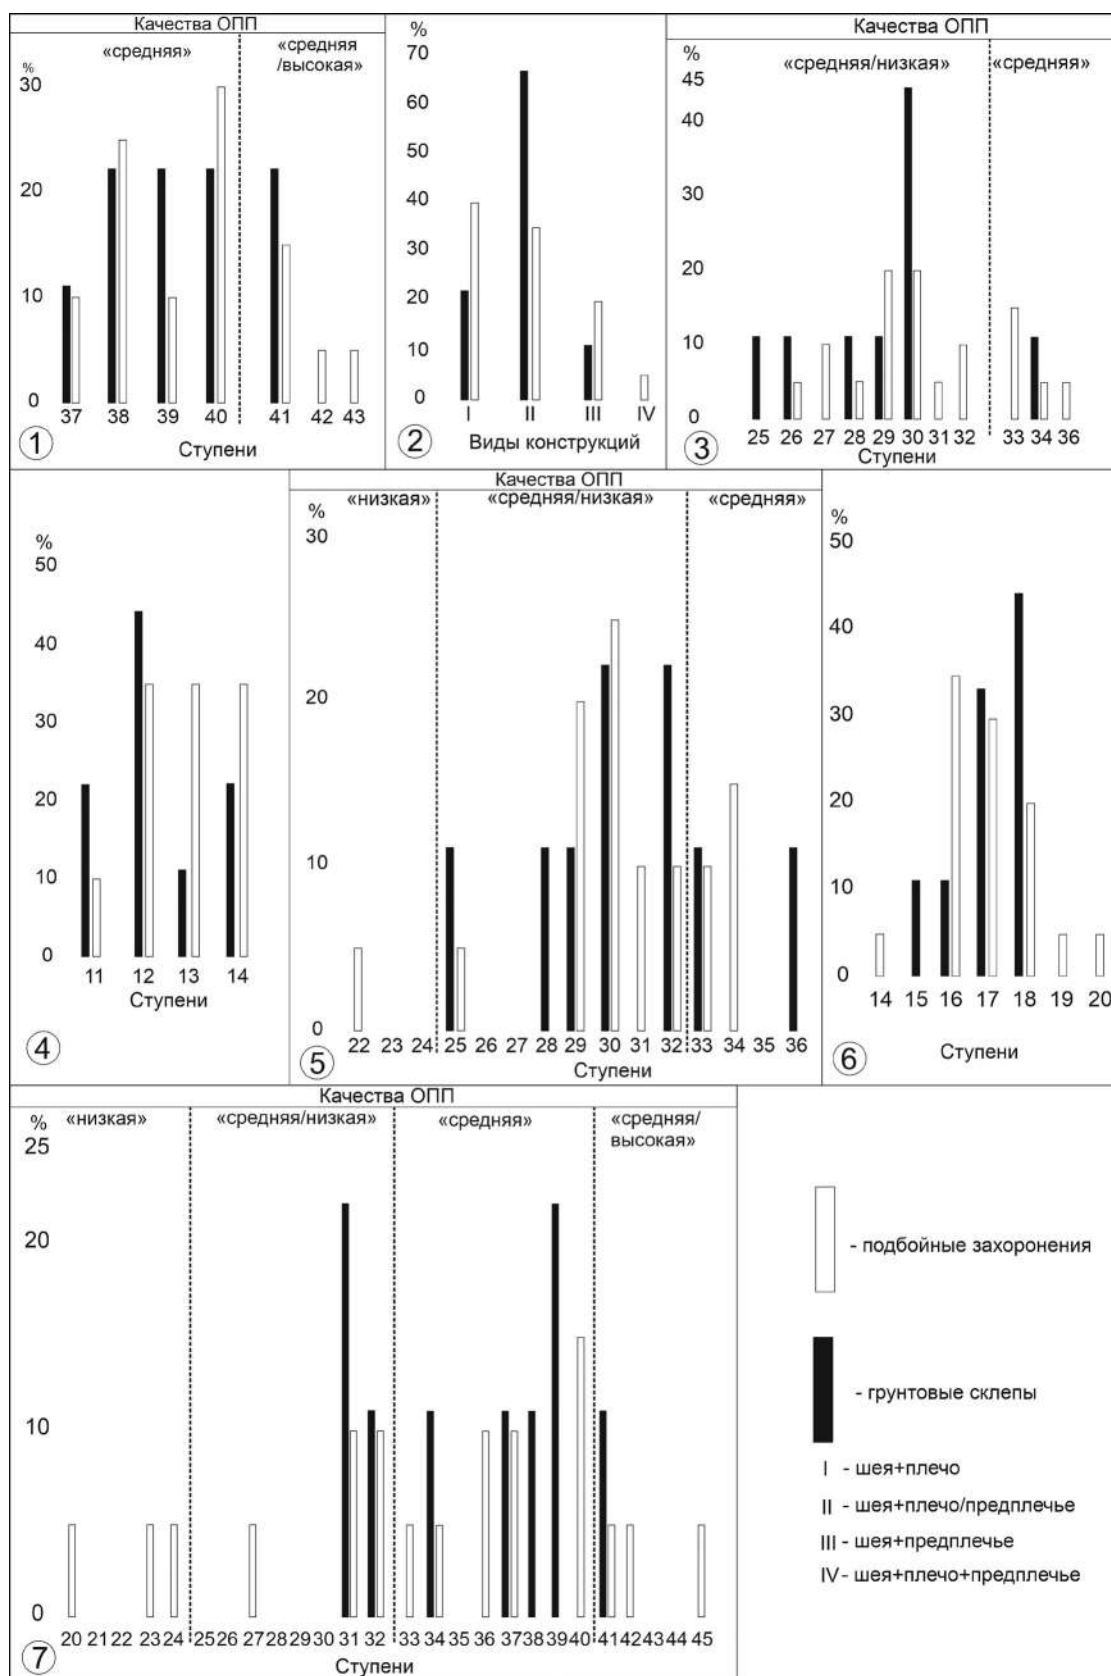 Качества ОПП
«средняя»
«средняя
/высокая»
%
30
20
10
0
37 38 39 40 41 42 43
Ступени
1
%
70
60
50
40
30
20
10
0
I II III IV
Виды конструкций
2
Качества ОПП
%
«средняя/низкая» «средняя»
45
40
30
20
10
0
25 26 27 28 29 30 31 32 33 34 36
Ступени
3
%
50
40
30
20
10
0
11 12 13 14
Ступени
4
Качества ОПП
«низкая» «средняя/низкая» «средняя»
%
30
20
10
0
22 23 24 25 26 27 28 29 30 31 32 33 34 35 36
Ступени
5
%
50
40
30
20
10
0
14 15 16 17 18 19 20
Ступени
6
Качества ОПП
«низкая» «средняя/низкая» «средняя» «средняя/
высокая»
%
25
20
10
0
20 21 22 23 24 25 26 27 28 29 30 31 32 33 34 35 36 37 38 39 40 41 42 43 44 45
Ступени
7
- подбойные захоронения
- грунтовые склепы
I - шея+плечо
II - шея+плечо/предплечье
III - шея+предплечье
IV - шея+плечо+предплечье